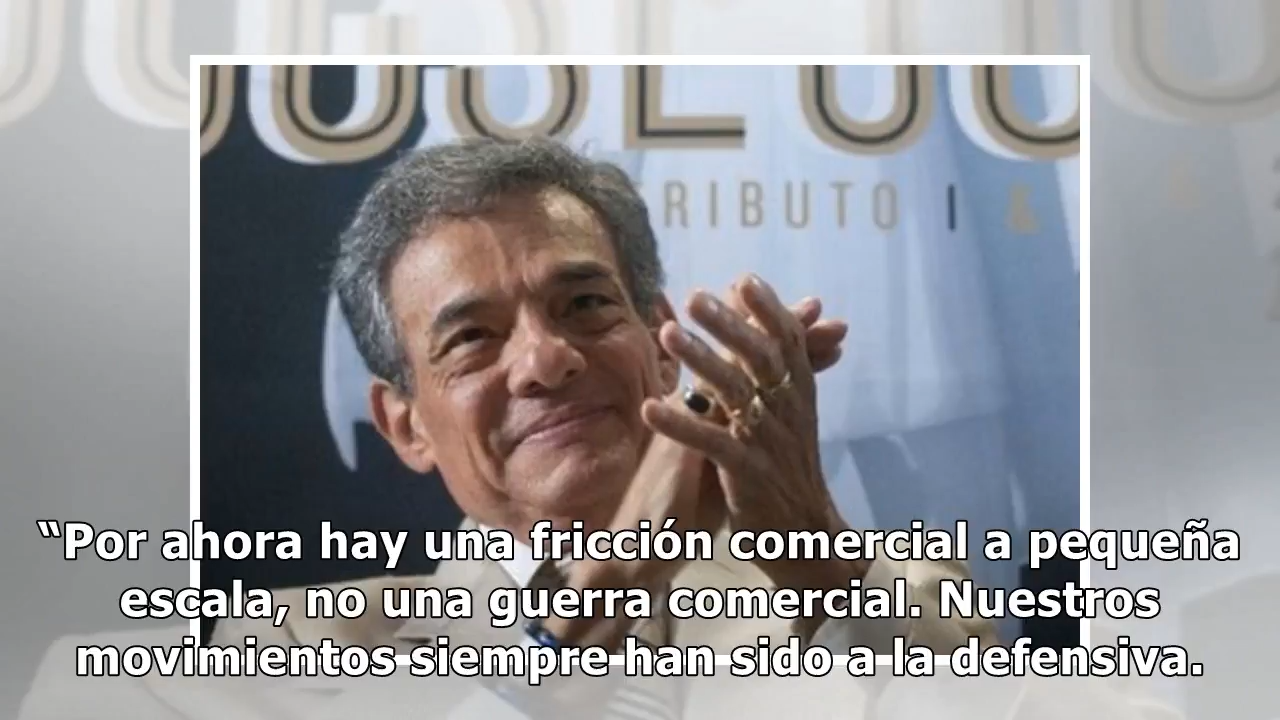 RIBUTO I &
“Por ahora hay una fricción comercial a pequeña
escala, no una guerra comercial. Nuestros
movimientos siempre han sido a la defensiva.